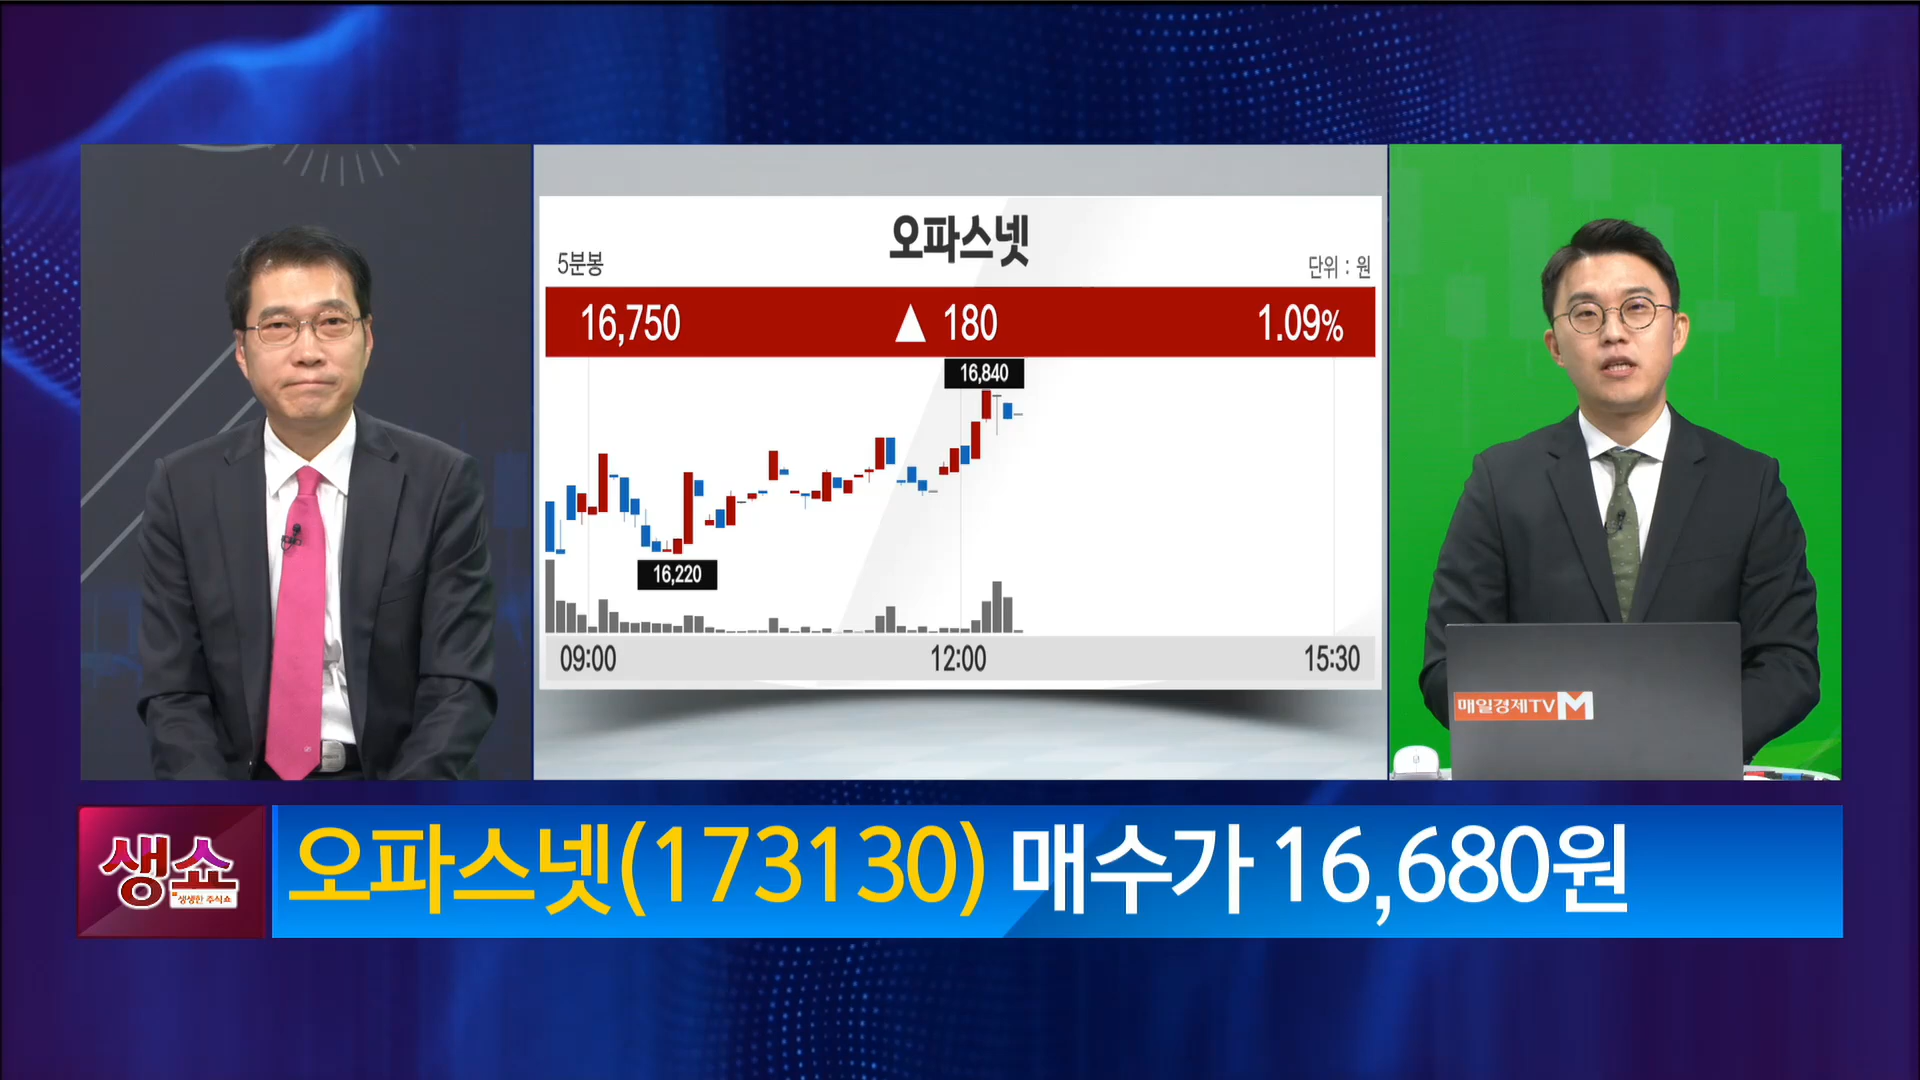 오파스넷
5분봉
단위 : 원
16,750 ▲ 180 1.09%
16,840
16,220
09:00 12:00 15:30
매일경제TV M
생쇼
생생한 주식쇼
오파스넷(173130) 매수가 16,680원